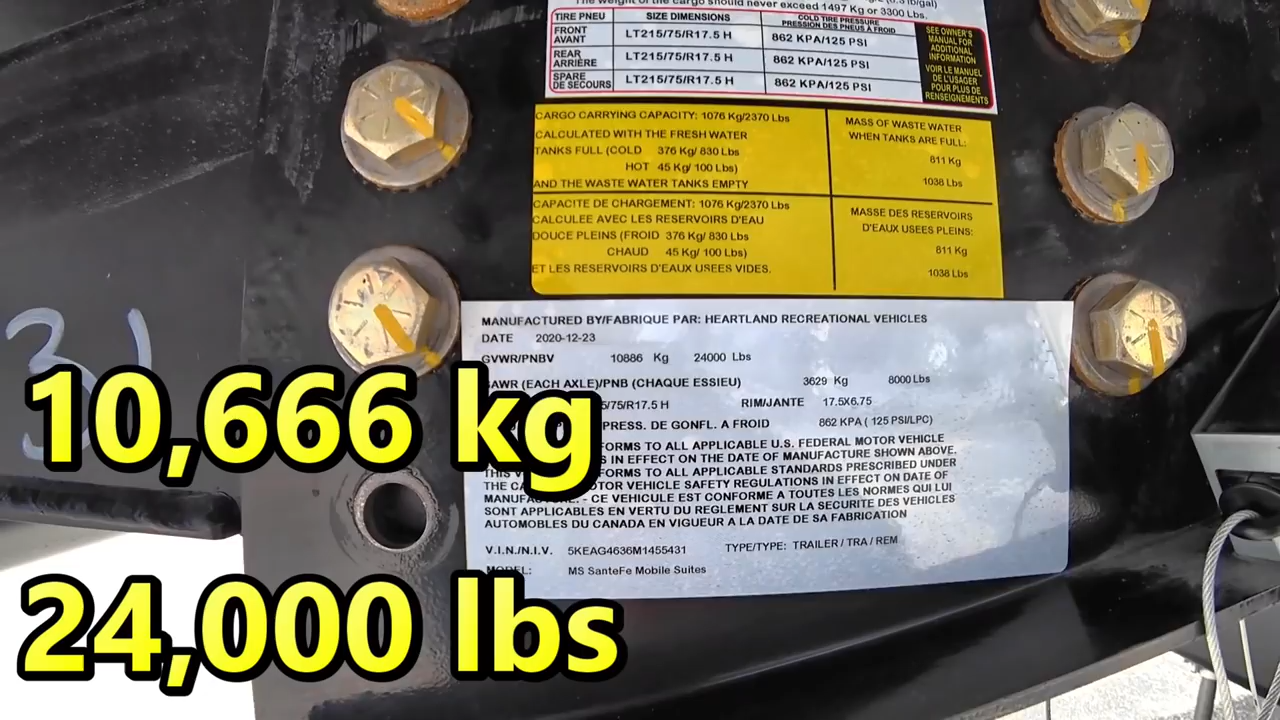 The weight of the cargo should never exceed 1497 Kg or 3300 Lbs.
TIRE PNEU SIZE DIMENSIONS COLD TIRE PRESSURE
PRESSION DES PNEUS A FROID
FRONT
AVANT LT215/75/R17.5 H 862 KPA/125 PSI
REAR
ARRIÈRE LT215/75/R17.5 H 862 KPA/125 PSI
SPARE
DE SECOURS LT215/75/R17.5 H 862 KPA/125 PSI
SEE OWNER'S
MANUAL FOR
ADDITIONAL
INFORMATION
VOIR LE MANUEL
DE L'USAGER
POUR PLUS DE
RENSEIGNEMENTS
CARGO CARRYING CAPACITY: 1076 Kg/2370 Lbs
CALCULATED WITH THE FRESH WATER
TANKS FULL (COLD 376 Kg/ 830 Lbs
HOT 45 Kg/ 100 Lbs)
AND THE WASTE WATER TANKS EMPTY
MASS OF WASTE WATER
WHEN TANKS ARE FULL:
811 Kg
1038 Lbs
CAPACITE DE CHARGEMENT: 1076 Kg/2370 Lbs
CALCULEE AVEC LES RESERVOIRS D'EAU
DOUCE PLEINS (FROID 376 Kg/ 830 Lbs
CHAUD 45 Kg/ 100 Lbs)
ET LES RESERVOIRS D'EAUX USEES VIDES.
MASSE DES RESERVOIRS
D'EAUX USEES PLEINS:
811 Kg
1038 Lbs
MANUFACTURED BY/FABRIQUE PAR: HEARTLAND RECREATIONAL VEHICLES
DATE 2020-12-23
GVWR/PNBV 10886 Kg 24000 Lbs
GAWR (EACH AXLE)/PNB (CHAQUE ESSIEU) 3629 Kg 8000 Lbs
5/75/R17.5 H RIM/JANTE 17.5X6.75
PRESS. DE GONFL. A FROID 862 KPA ( 125 PSI/LPC)
FORMS TO ALL APPLICABLE U.S. FEDERAL MOTOR VEHICLE
IN EFFECT ON THE DATE OF MANUFACTURE SHOWN ABOVE.
THIS V FORMS TO ALL APPLICABLE STANDARDS PRESCRIBED UNDER
THE CA OTOR VEHICLE SAFETY REGULATIONS IN EFFECT ON DATE OF
MANUFACTURE. - CE VEHICULE EST CONFORME A TOUTES LES NORMES QUI LUI
SONT APPLICABLES EN VERTU DU REGLEMENT SUR LA SECURITE DES VEHICLES
AUTOMOBILES DU CANADA EN VIGUEUR A LA DATE DE SA FABRICATION
V.I.N./N.I.V. 5KEAG4636M1455431 TYPE/TYPE: TRAILER / TRA / REM
MODEL: MS SanteFe Mobile Suites
10,666 kg
24,000 lbs